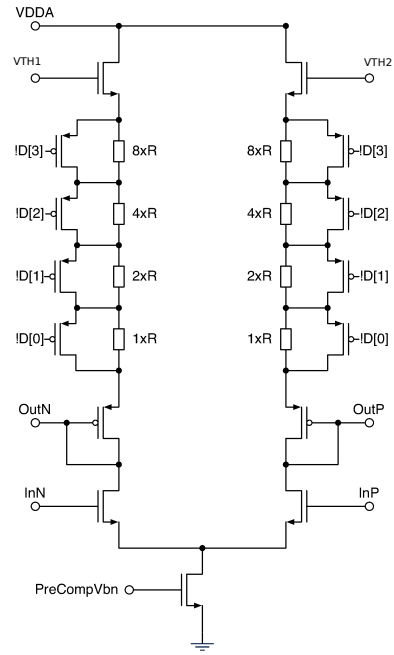 VDDA
VTH1 VTH2
!D[3] 8xR 8xR !D[3]
!D[2] 4xR 4xR !D[2]
!D[1] 2xR 2xR !D[1]
!D[0] 1xR 1xR !D[0]
OutN OutP
InN InP
PreCompVbn